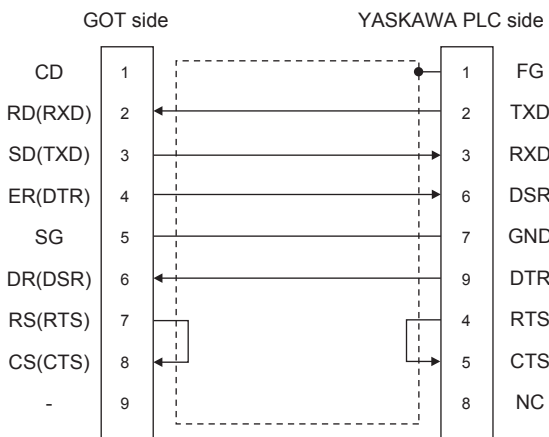 GOT side YASKAWA PLC side
CD 1 1 FG
RD(RXD) 2 2 TXD
SD(TXD) 3 3 RXD
ER(DTR) 4 6 DSR
SG 5 7 GND
DR(DSR) 6 9 DTR
RS(RTS) 7 4 RTS
CS(CTS) 8 5 CTS
- 9 8 NC